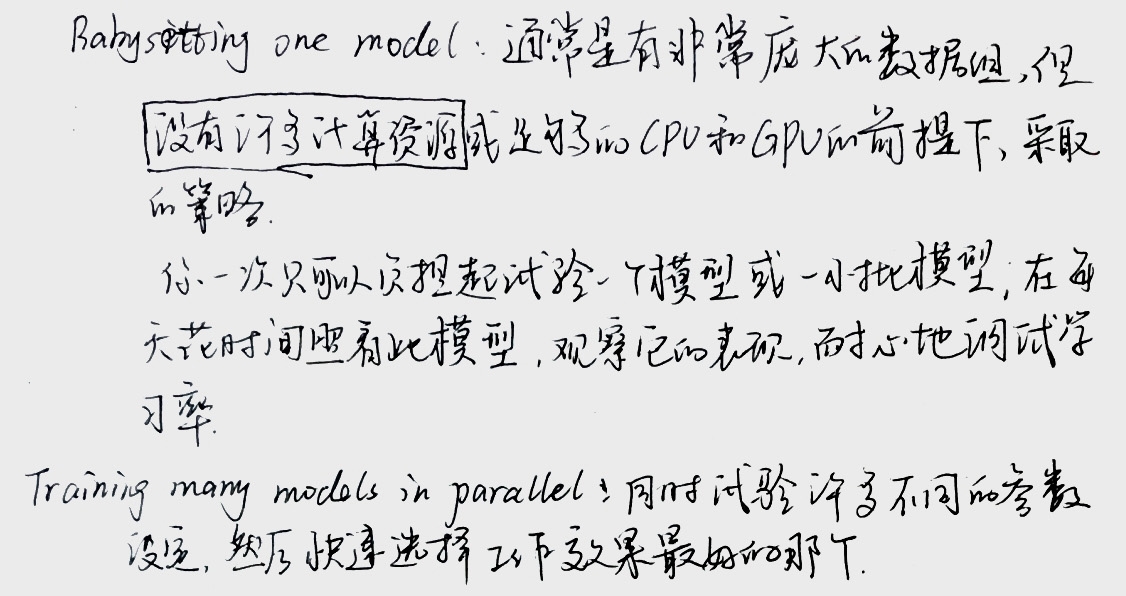 Babysitting one model：通常是有非常庞大的数据组，但
没有许多计算资源或足够的CPU和GPU的前提下，采取
的策略.
你一次只可以负担起试验一个模型或一小批模型，在每
天花时间照看此模型，观察它的表现，耐心地调试学
习率.
Training many models in parallel：同时试验许多不同的参数
设定，然后快速选择工作效果最好的那个.